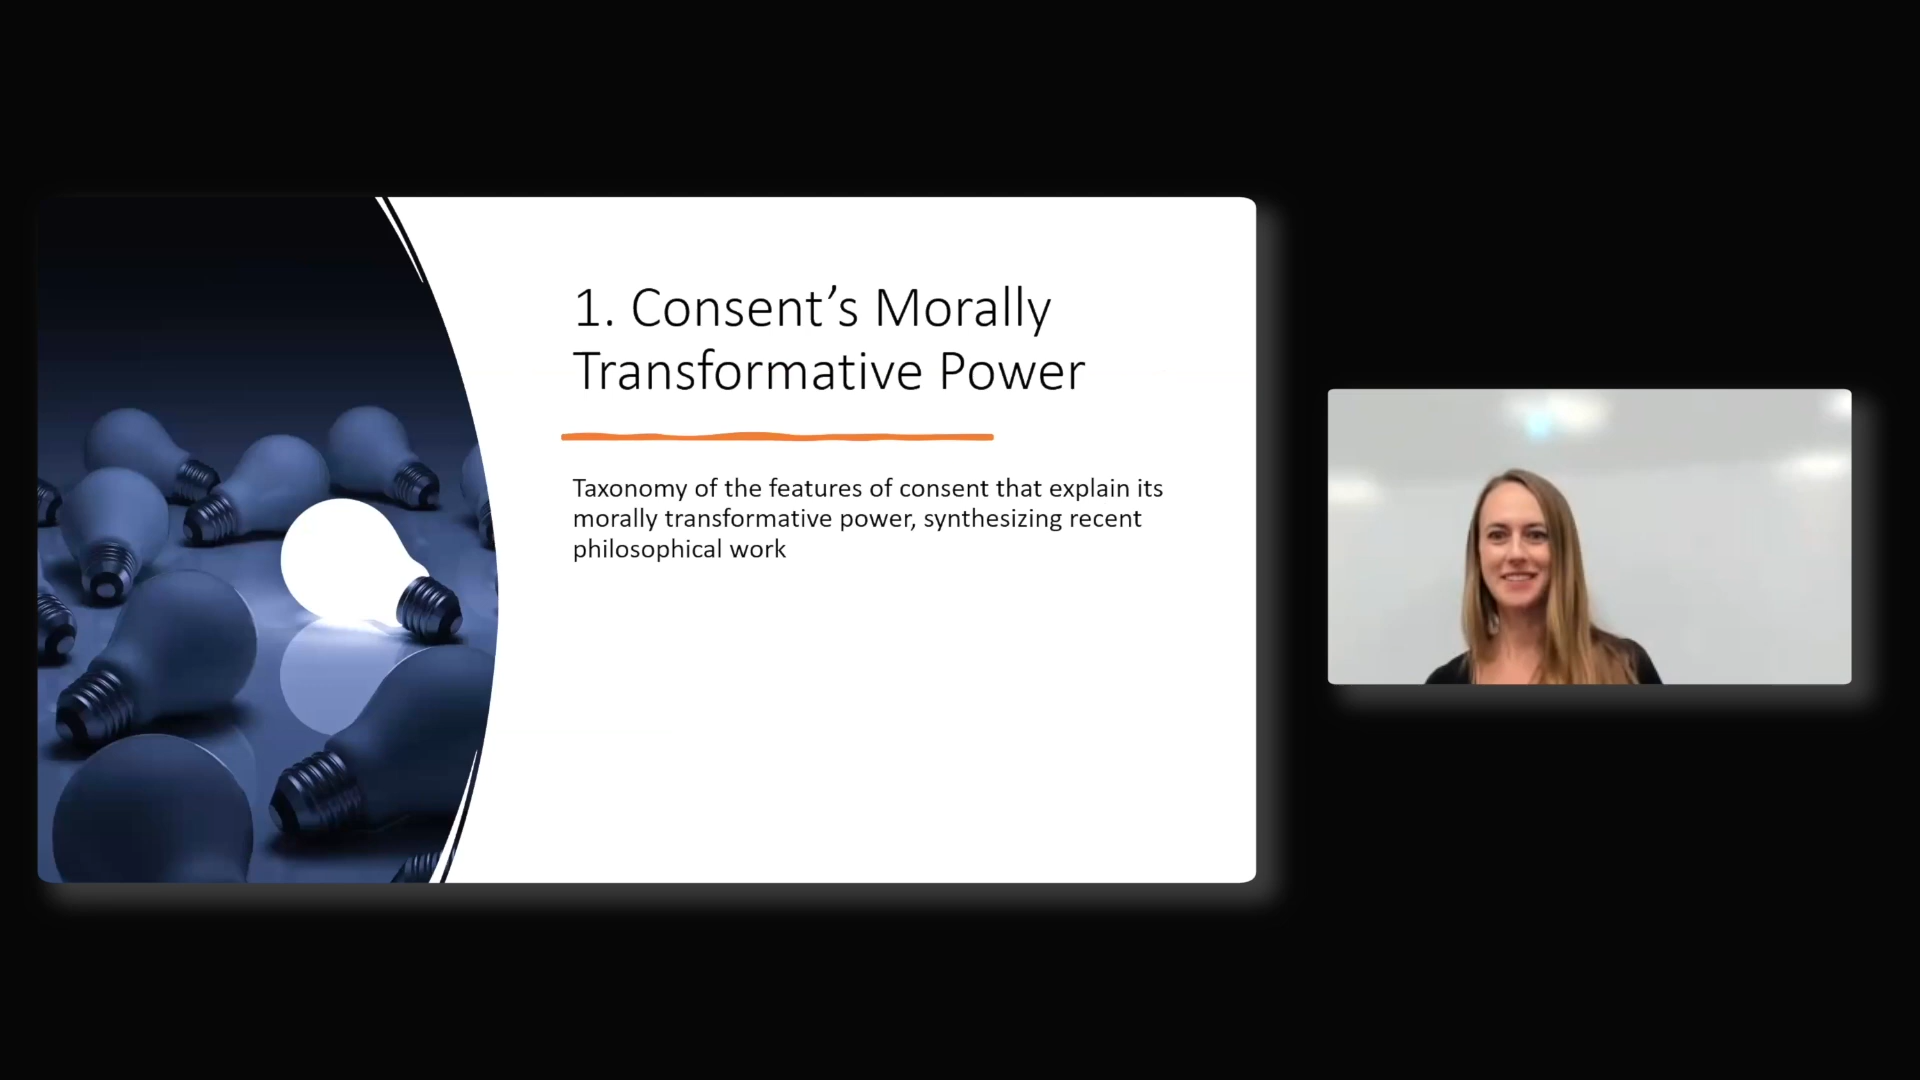 1. Consent’s Morally
Transformative Power
Taxonomy of the features of consent that explain its
morally transformative power, synthesizing recent
philosophical work